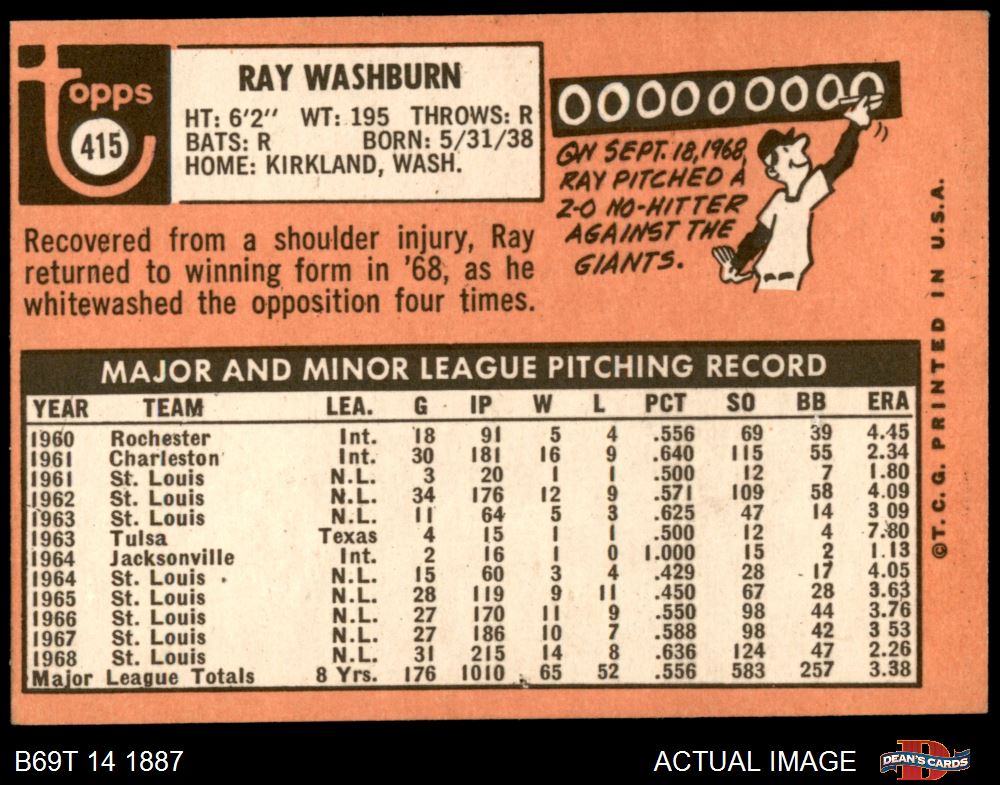 Topps
415
RAY WASHBURN
HT: 6'2" WT: 195 THROWS: R
BATS: R BORN: 5/31/38
HOME: KIRKLAND, WASH.
000000000
ON SEPT. 18, 1968,
RAY PITCHED A
2-0 NO-HITTER
AGAINST THE
GIANTS.
Recovered from a shoulder injury, Ray
returned to winning form in '68, as he
whitewashed the opposition four times.
MAJOR AND MINOR LEAGUE PITCHING RECORD
YEAR TEAM LEA. G IP W L PCT SO BB ERA
1960 Rochester Int. 18 91 5 4 .556 69 39 4.45
1961 Charleston Int. 30 181 16 9 .640 115 55 2.34
1961 St. Louis N.L. 3 20 1 1 .500 12 7 1.80
1962 St. Louis N.L. 34 176 12 9 .571 109 58 4.09
1963 St. Louis N.L. 11 64 5 3 .625 47 14 3 09
1963 Tulsa Texas 4 15 1 1 .500 12 4 7.80
1964 Jacksonville Int. 2 16 1 0 1.000 15 2 1.13
1964 St. Louis N.L. 15 60 3 4 .429 28 17 4.05
1965 St. Louis N.L. 28 119 9 11 .450 67 28 3.63
1966 St. Louis N.L. 27 170 11 9 .550 98 44 3.76
1967 St. Louis N.L. 27 186 10 7 .588 98 42 3 53
1968 St. Louis N.L. 31 215 14 8 .636 124 47 2.26
Major League Totals 8 Yrs. 176 1010 65 52 .556 583 257 3.38
©T. C. G. PRINTED IN U.S.A.
B69T 14 1887
ACTUAL IMAGE
D
DEAN'S CARDS